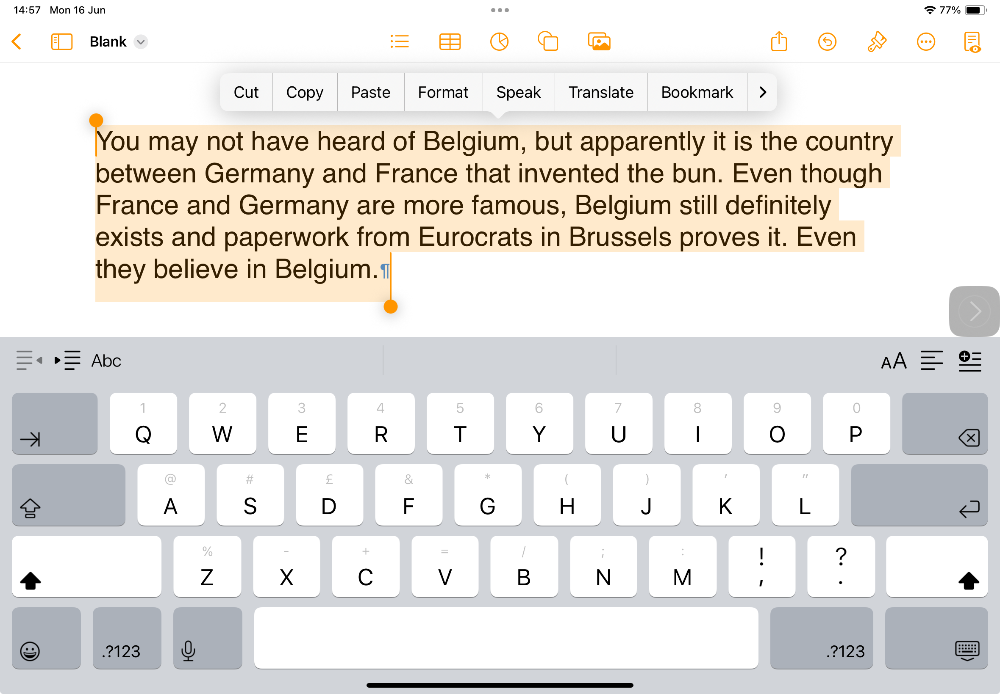 14:57 Mon 16 Jun
77%
Blank
Cut Copy Paste Format Speak Translate Bookmark
You may not have heard of Belgium, but apparently it is the country
between Germany and France that invented the bun. Even though
France and Germany are more famous, Belgium still definitely
exists and paperwork from Eurocrats in Brussels proves it. Even
they believe in Belgium.¶
Abc AA
1 2 3 4 5 6 7 8 9 0
Q W E R T Y U I O P
@ # £ & * ( ) ' "
A S D F G H J K L
% - + = / ; : ! ?
Z X C V B N M , .
.?123 .?123